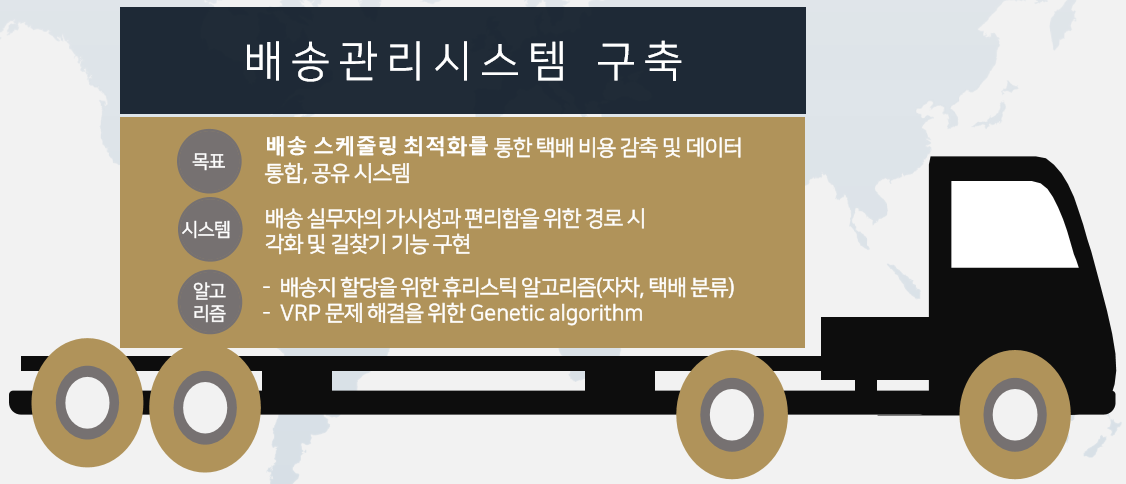 배송관리시스템 구축
목표
배송 스케줄링 최적화를 통한 택배 비용 감축 및 데이터
통합, 공유 시스템
시스템
배송 실무자의 가시성과 편리함을 위한 경로 시
각화 및 길찾기 기능 구현
알고
리즘
- 배송지 할당을 위한 휴리스틱 알고리즘(자차, 택배 분류)
- VRP 문제 해결을 위한 Genetic algorithm